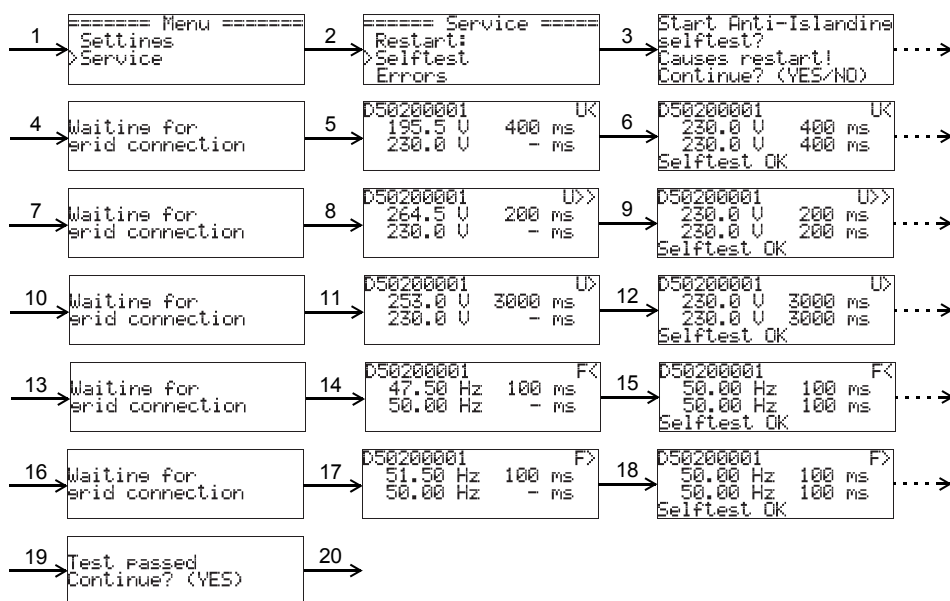 1
======= Menu =======
Settings
>Service
2
====== Service =====
Restart:
>Selftest
Errors
3
Start Anti-Islanding
selftest?
Causes restart!
Continue? (YES/NO)
4
Waiting for
grid connection
5
D50200001 U<
195.5 V 400 ms
230.0 V - ms
6
D50200001 U<
230.0 V 400 ms
230.0 V 400 ms
Selftest OK
7
Waiting for
grid connection
8
D50200001 U>>
264.5 V 200 ms
230.0 V - ms
9
D50200001 U>>
230.0 V 200 ms
230.0 V 200 ms
Selftest OK
10
Waiting for
grid connection
11
D50200001 U>
253.0 V 3000 ms
230.0 V - ms
12
D50200001 U>
230.0 V 3000 ms
230.0 V 3000 ms
Selftest OK
13
Waiting for
grid connection
14
D50200001 F<
47.50 Hz 100 ms
50.00 Hz - ms
15
D50200001 F<
50.00 Hz 100 ms
50.00 Hz 100 ms
Selftest OK
16
Waiting for
grid connection
17
D50200001 F>
51.50 Hz 100 ms
50.00 Hz - ms
18
D50200001 F>
50.00 Hz 100 ms
50.00 Hz 100 ms
Selftest OK
19
Test passed
Continue? (YES)
20